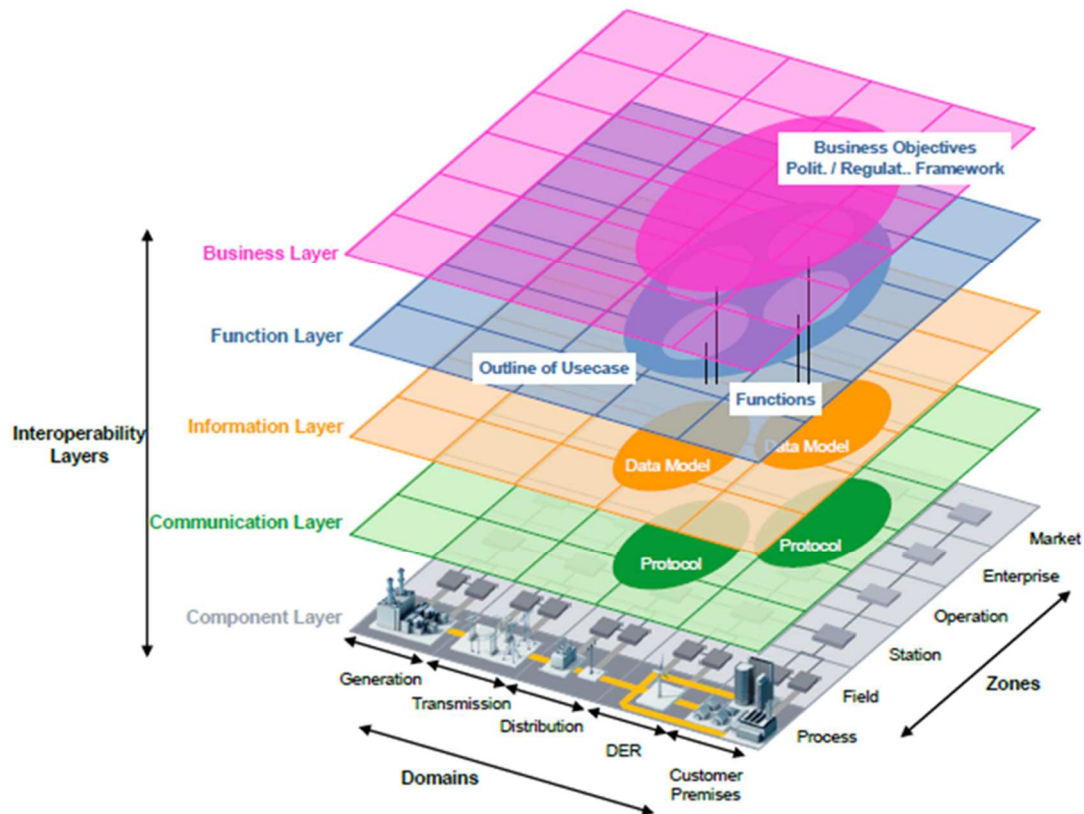 Business Objectives
Polit. / Regulat.. Framework
Business Layer
Function Layer
Outline of Usecase
Functions
Interoperability
Layers
Information Layer
Data Model
Data Model
Communication Layer
Protocol
Protocol
Component Layer
Market
Enterprise
Operation
Station
Field
Process
Zones
Generation
Transmission
Distribution
DER
Customer
Premises
Domains